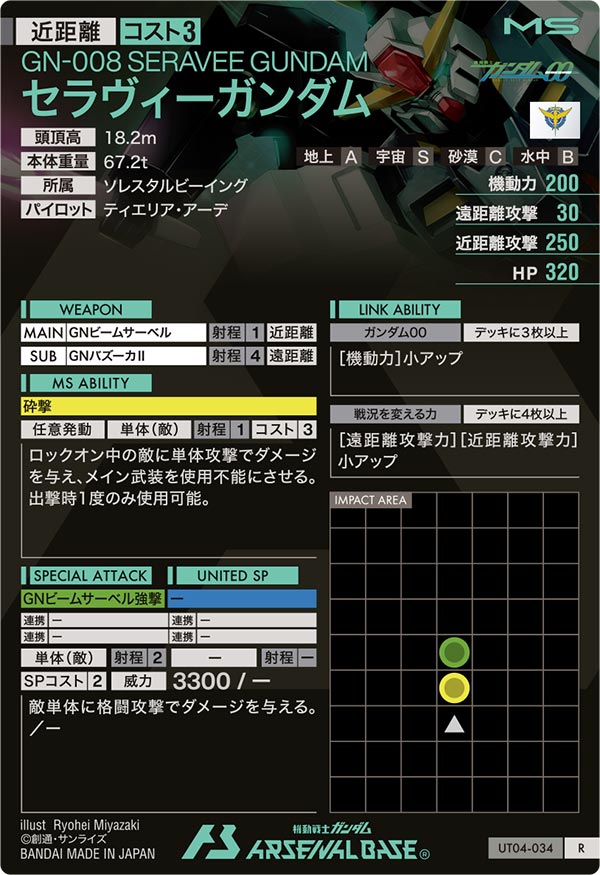 近距離 コスト3
MS
GN-008 SERAVEE GUNDAM
セラヴィーガンダム
機動戦士ガンダム00
頭頂高 18.2m
本体重量 67.2t
所属 ソレスタルビーイング
パイロット ティエリア・アーデ
地上 A 宇宙 S 砂漠 C 水中 B
機動力 200
遠距離攻撃 30
近距離攻撃 250
HP 320
WEAPON
MAIN GNビームサーベル 射程 1 近距離
SUB GNバズーカⅡ 射程 4 遠距離
MS ABILITY
砕撃
任意発動 単体(敵) 射程 1 コスト 3
ロックオン中の敵に単体攻撃でダメージ
を与え、メイン武装を使用不能にさせる。
出撃時1度のみ使用可能。
LINK ABILITY
ガンダム00 デッキに3枚以上
[機動力]小アップ
戦況を変える力 デッキに4枚以上
[遠距離攻撃力][近距離攻撃力]
小アップ
IMPACT AREA
SPECIAL ATTACK UNITED SP
GNビームサーベル強撃 ー
連携 ー 連携 ー
連携 ー 連携 ー
単体(敵) 射程 2 ー 射程 ー
SPコスト 2 威力 3300 / ー
敵単体に格闘攻撃でダメージを与える。
/ー
illust Ryohei Miyazaki
©創通・サンライズ
BANDAI MADE IN JAPAN
機動戦士ガンダム
ARSENAL BASE®
UT04-034 R